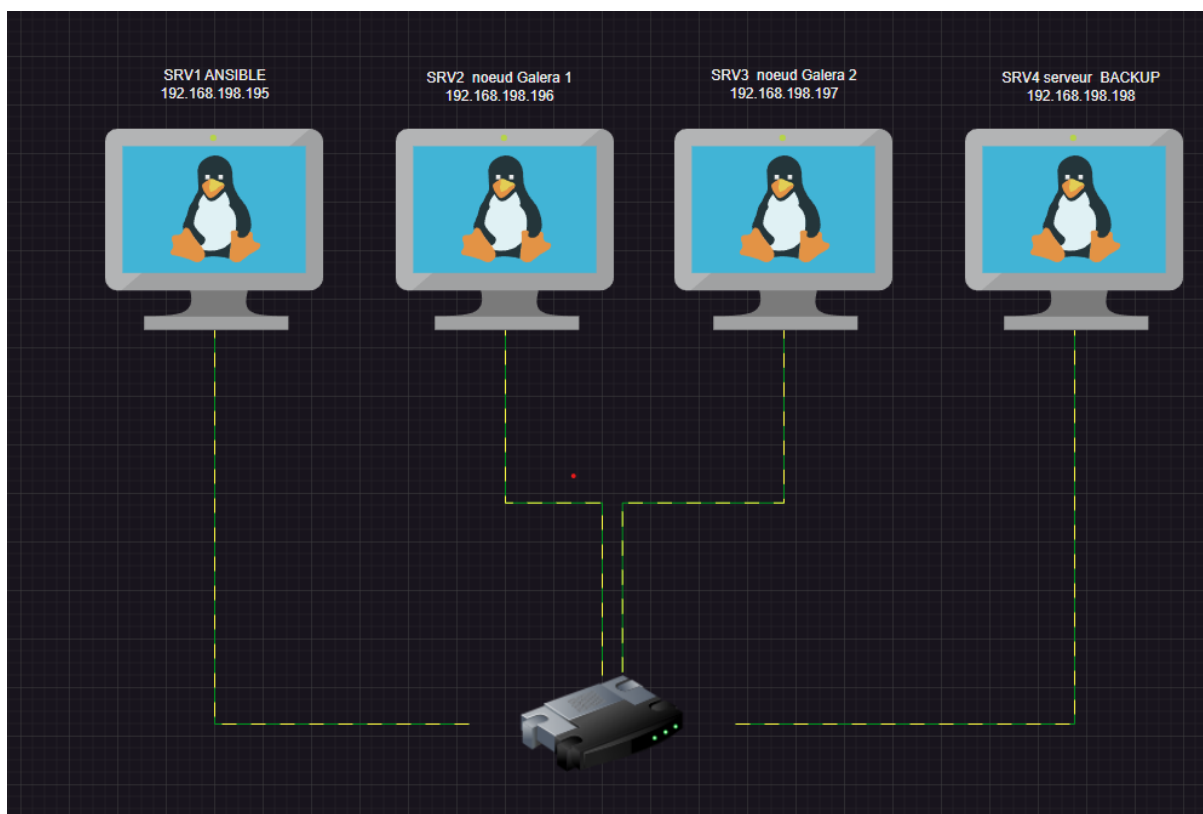 SRV1 ANSIBLE
192.168.198.195
SRV2 noeud Galera 1
192.168.198.196
SRV3 noeud Galera 2
192.168.198.197
SRV4 serveur BACKUP
192.168.198.198